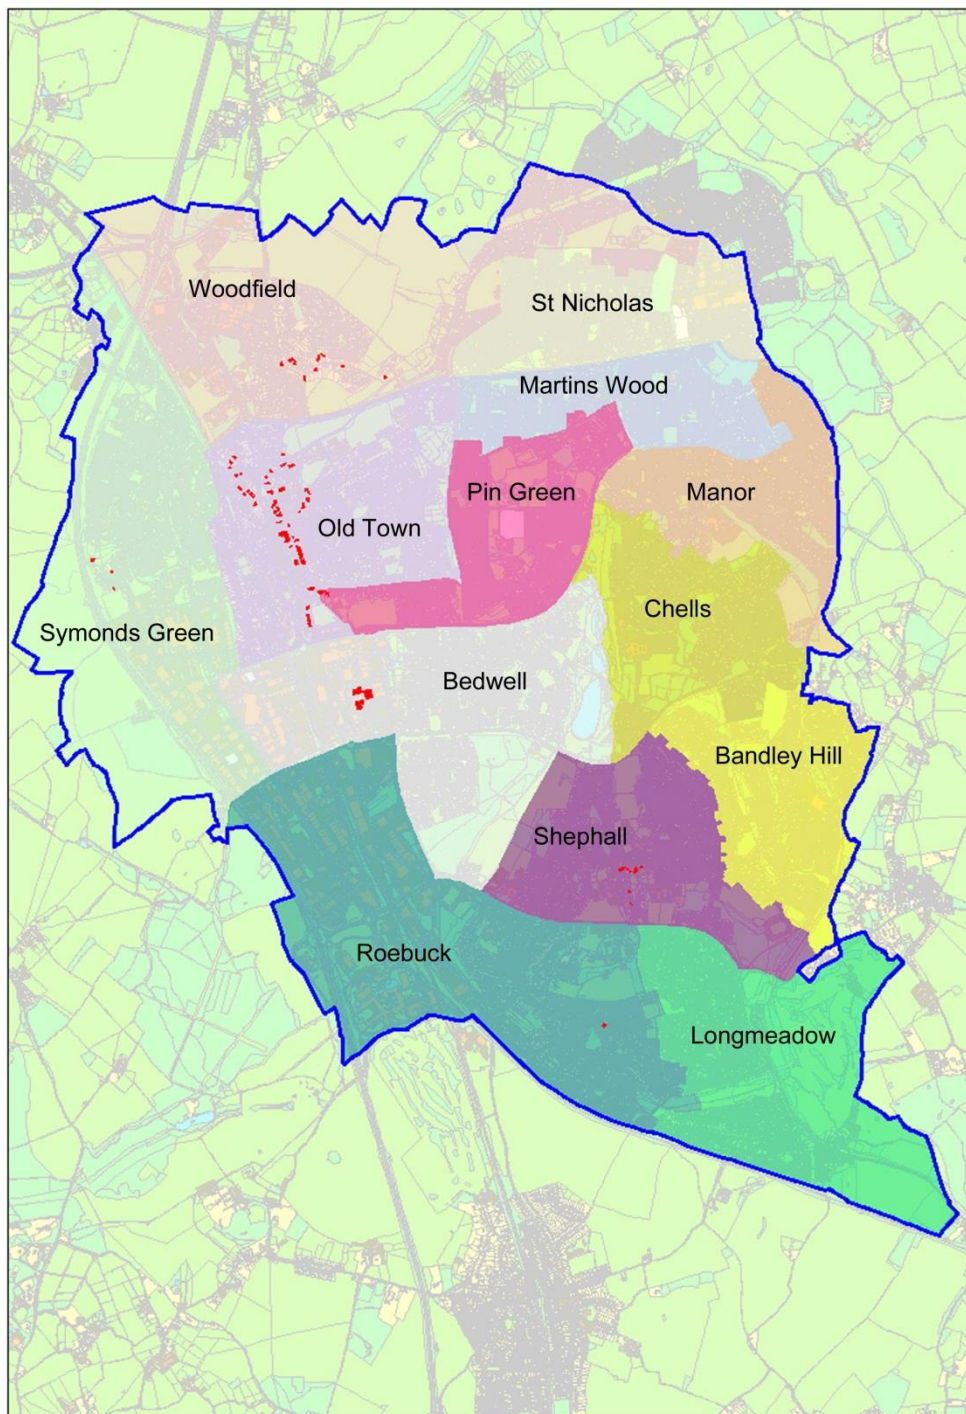 Woodfield
St Nicholas
Martins Wood
Pin Green
Manor
Old Town
Chells
Symonds Green
Bedwell
Bandley Hill
Shephall
Roebuck
Longmeadow